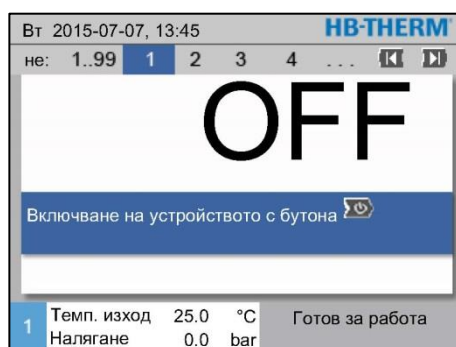 Вт 2015-07-07, 13:45 HB-THERM
не: 1..99 1 2 3 4 ...
OFF
Включване на устройството с бутона
1 Темп. изход 25.0 °C Готов за работа
Налягане 0.0 bar